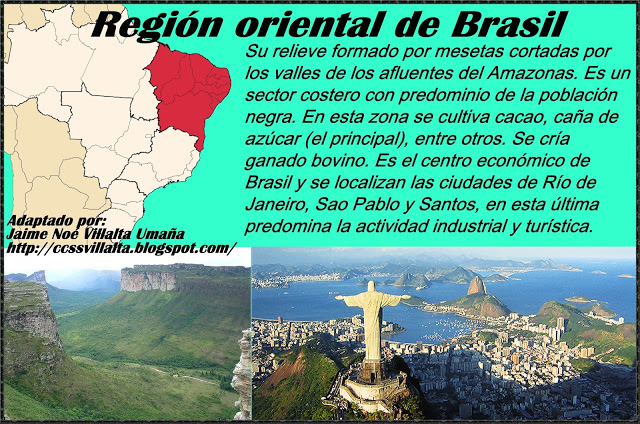 Región oriental de Brasil
Su relieve formado por mesetas cortadas por
los valles de los afluentes del Amazonas. Es un
sector costero con predominio de la población
negra. En esta zona se cultiva cacao, caña de
azúcar (el principal), entre otros. Se cría
ganado bovino. Es el centro económico de
Brasil y se localizan las ciudades de Río de
Janeiro, Sao Pablo y Santos, en esta última
predomina la actividad industrial y turística.
Adaptado por:
Jaime Noé Villalta Umaña
http://ccssvillalta.blogspot.com/